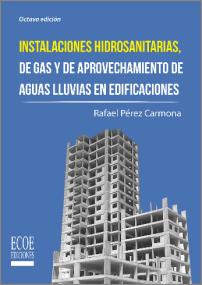 Octava edición
INSTALACIONES HIDROSANITARIAS,
DE GAS Y DE APROVECHAMIENTO DE
AGUAS LLUVIAS EN EDIFICACIONES
Rafael Pérez Carmona
ECOE
EDICIONES